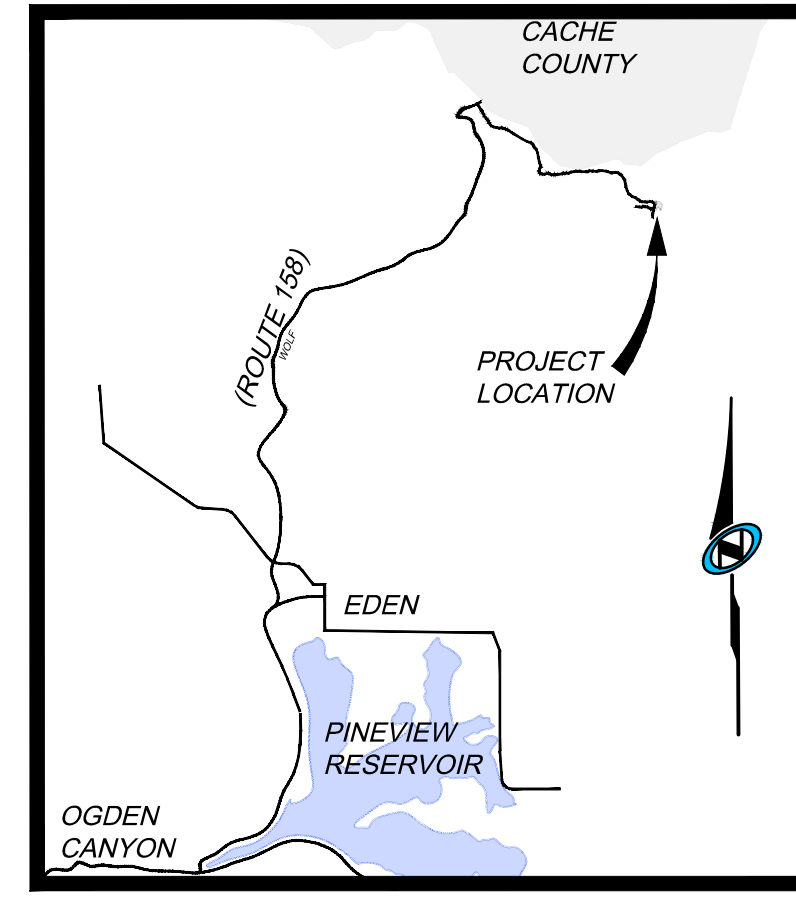 CACHE
COUNTY
(ROUTE 158)
WOLF
PROJECT
LOCATION
N
EDEN
PINEVIEW
RESERVOIR
OGDEN
CANYON